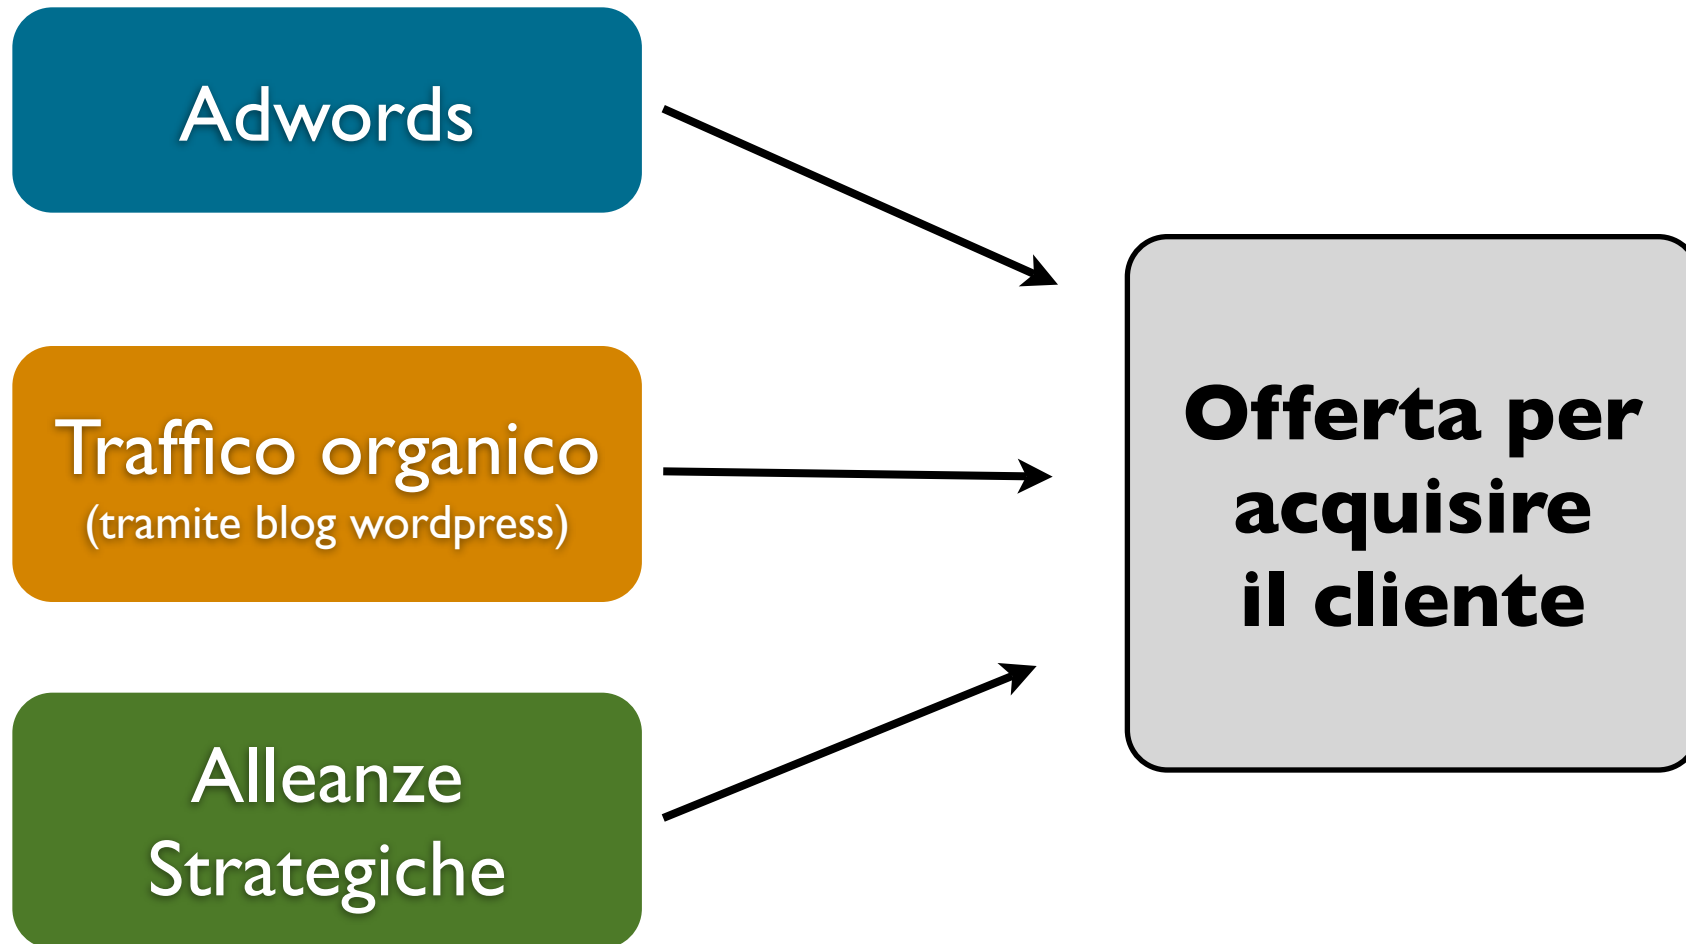 Adwords
Traffico organico
(tramite blog wordpress)
Alleanze
Strategiche
Offerta per
acquisire
il cliente